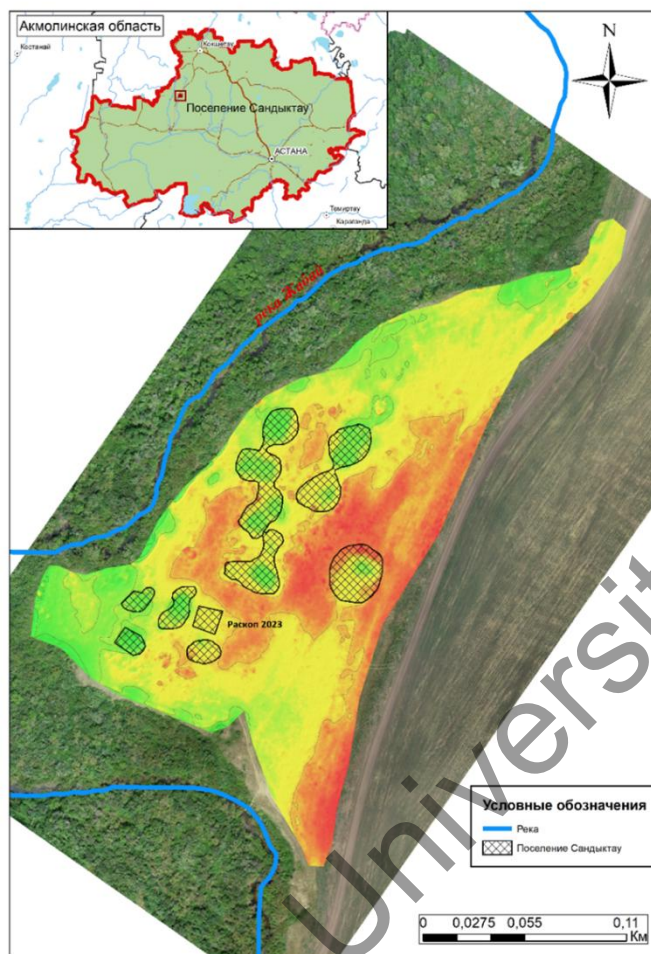 Акмолинская область
Костанай
Кокшетау
Поселение Сандыктау
АСТАНА
Темиртау
Караганда
N
река Жабай
Раскоп 2023
Условные обозначения
Река
Поселение Сандыктау
0 0,0275 0,055 0,11
Км
Universit